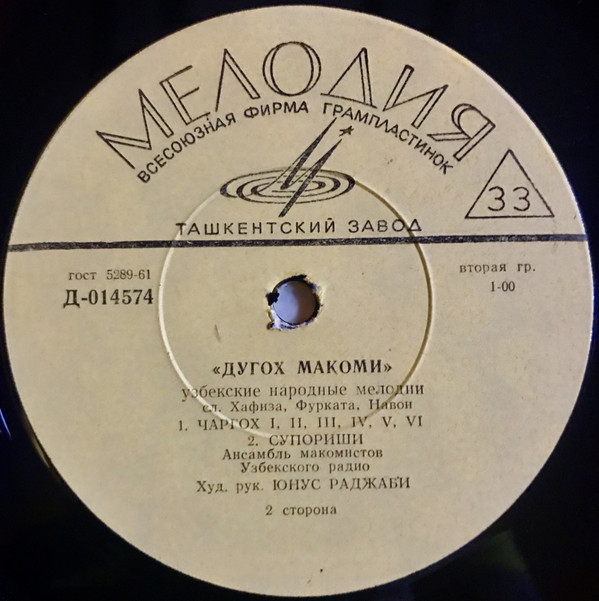 МЕЛОДИЯ
ВСЕСОЮЗНАЯ ФИРМА ГРАМПЛАСТИНОК
33
ТАШКЕНТСКИЙ ЗАВОД
гост 5289-61
Д-014574
вторая гр.
1-00
«ДУГОХ МАКОМИ»
узбекские народные мелодии
сл. Хафиза, Фурката, Навои
1. ЧАРГОХ I, II, III, IV, V, VI
2. СУПОРИШИ
Ансамбль макомистов
Узбекского радио
Худ. рук. ЮНУС РАДЖАБИ
2 сторона